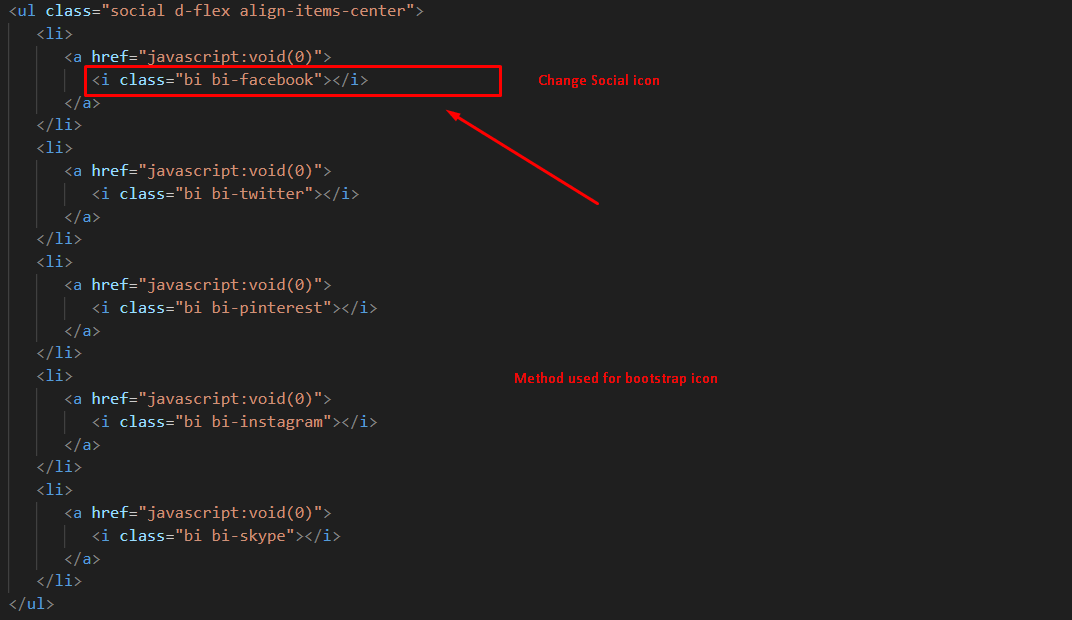 <ul class="social d-flex align-items-center">
<li>
<a href="javascript:void(0)">
<i class="bi bi-facebook"></i>
Change Social icon
</a>
</li>
<li>
<a href="javascript:void(0)">
<i class="bi bi-twitter"></i>
</a>
</li>
<li>
<a href="javascript:void(0)">
<i class="bi bi-pinterest"></i>
</a>
</li>
<li>
Method used for bootstrap icon
<a href="javascript:void(0)">
<i class="bi bi-instagram"></i>
</a>
</li>
<li>
<a href="javascript:void(0)">
<i class="bi bi-skype"></i>
</a>
</li>
</ul>